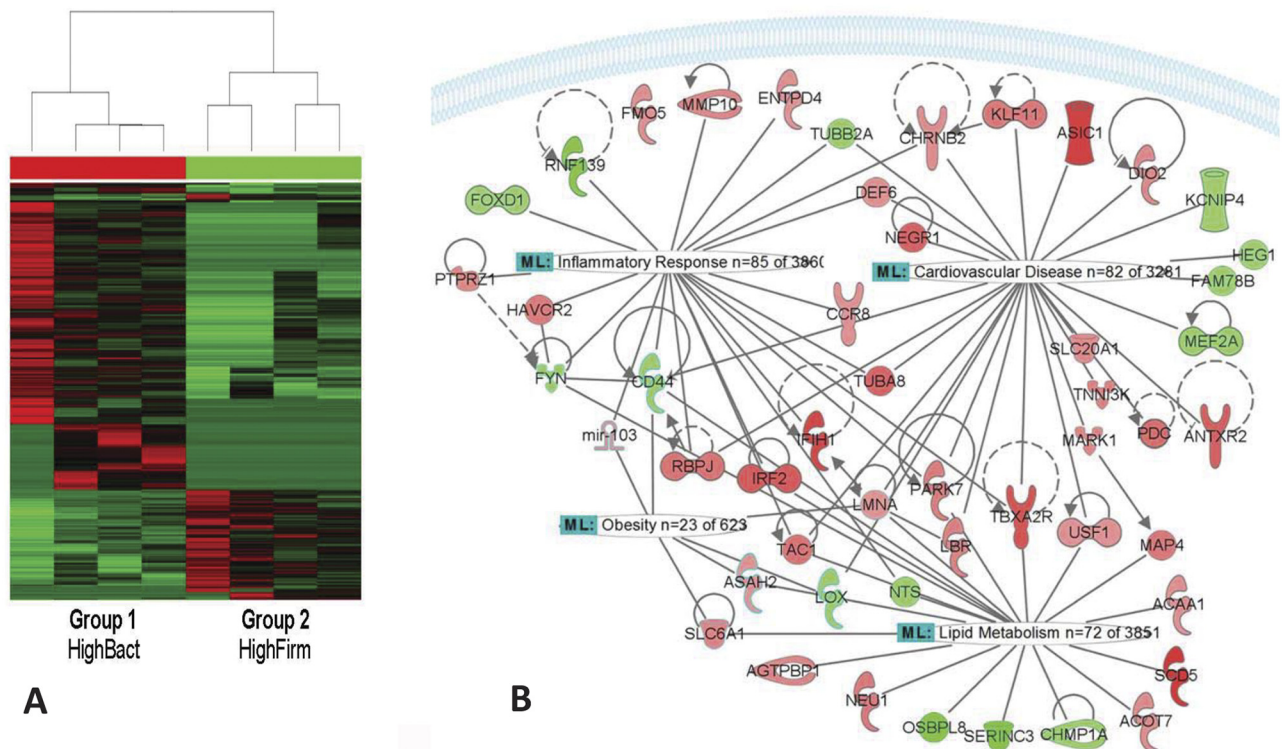 Group 1
HighBact
Group 2
HighFirm
A
B
FMO5
MMP10
ENTPD4
TUBB2A
CHRNB2
KLF11
ASIC1
DIO2
RNF139
KCNIP4
FOXD1
DEF6
NEGR1
HEG1
ML: Inflammatory Response n=85 of 3860
ML: Cardiovascular Disease n=82 of 3281
FAM78B
PTPRZ1
HAVCR2
CCR8
MEF2A
SLC20A1
FYN
CD44
TUBA8
TNNI3K
mir-103
IFIH1
MARK1
PDC
ANTXR2
RBPJ
IRF2
PARK7
LMNA
TBXA2R
ML: Obesity n=23 of 623
USF1
TAC1
LBR
MAP4
ASAH2
LOX
NTS
ACAA1
SLC6A1
ML: Lipid Metabolism n=72 of 3851
AGTPBP1
SCD5
NEU1
ACOT7
OSBPL8
SERINC3
CHMP1A